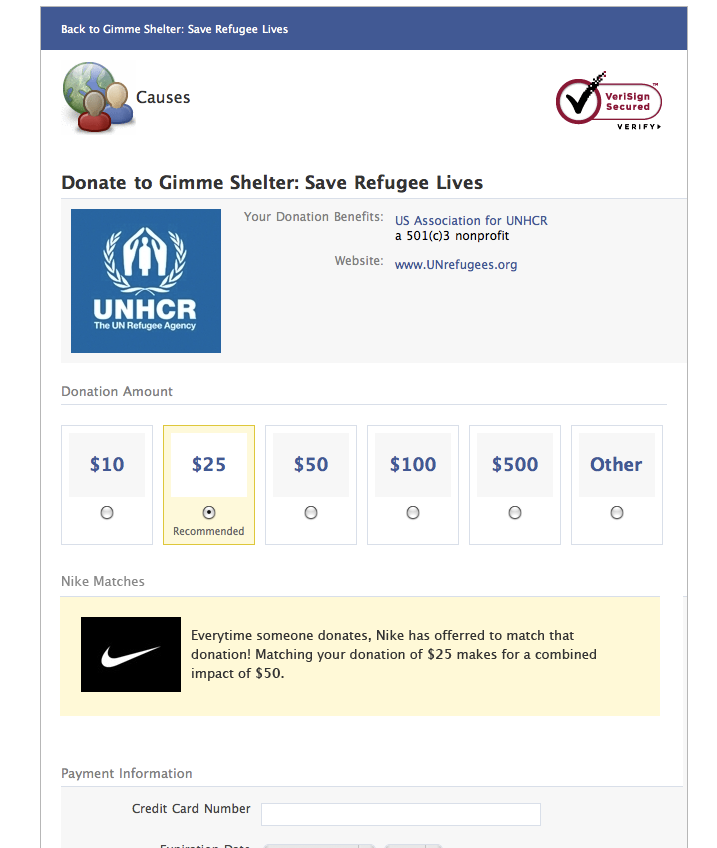 Back to Gimme Shelter: Save Refugee Lives
Causes
VeriSign
Secured
™
VERIFY
Donate to Gimme Shelter: Save Refugee Lives
UNHCR
The UN Refugee Agency
Your Donation Benefits: US Association for UNHCR
a 501(c)3 nonprofit
Website: www.UNrefugees.org
Donation Amount
$10 $25 $50 $100 $500 Other
Recommended
Nike Matches
Everytime someone donates, Nike has offerred to match that
donation! Matching your donation of $25 makes for a combined
impact of $50.
Payment Information
Credit Card Number
Expiration Date